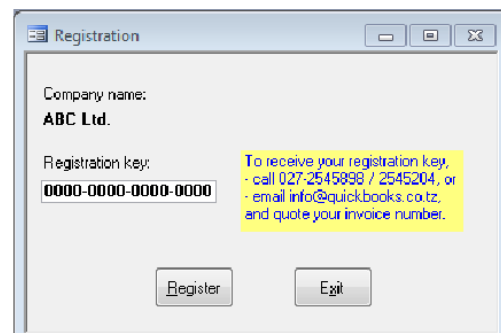 Registration
Company name:
ABC Ltd.
Registration key:
0000-0000-0000-0000
To receive your registration key,
- call 027-2545898 / 2545204, or
- email info@quickbooks.co.tz,
and quote your invoice number.
Register
Exit